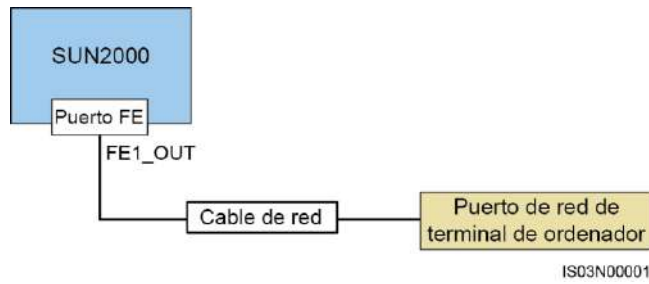 SUN2000
Puerto FE
FE1_OUT
Cable de red
Puerto de red de
terminal de ordenador
IS03N00001